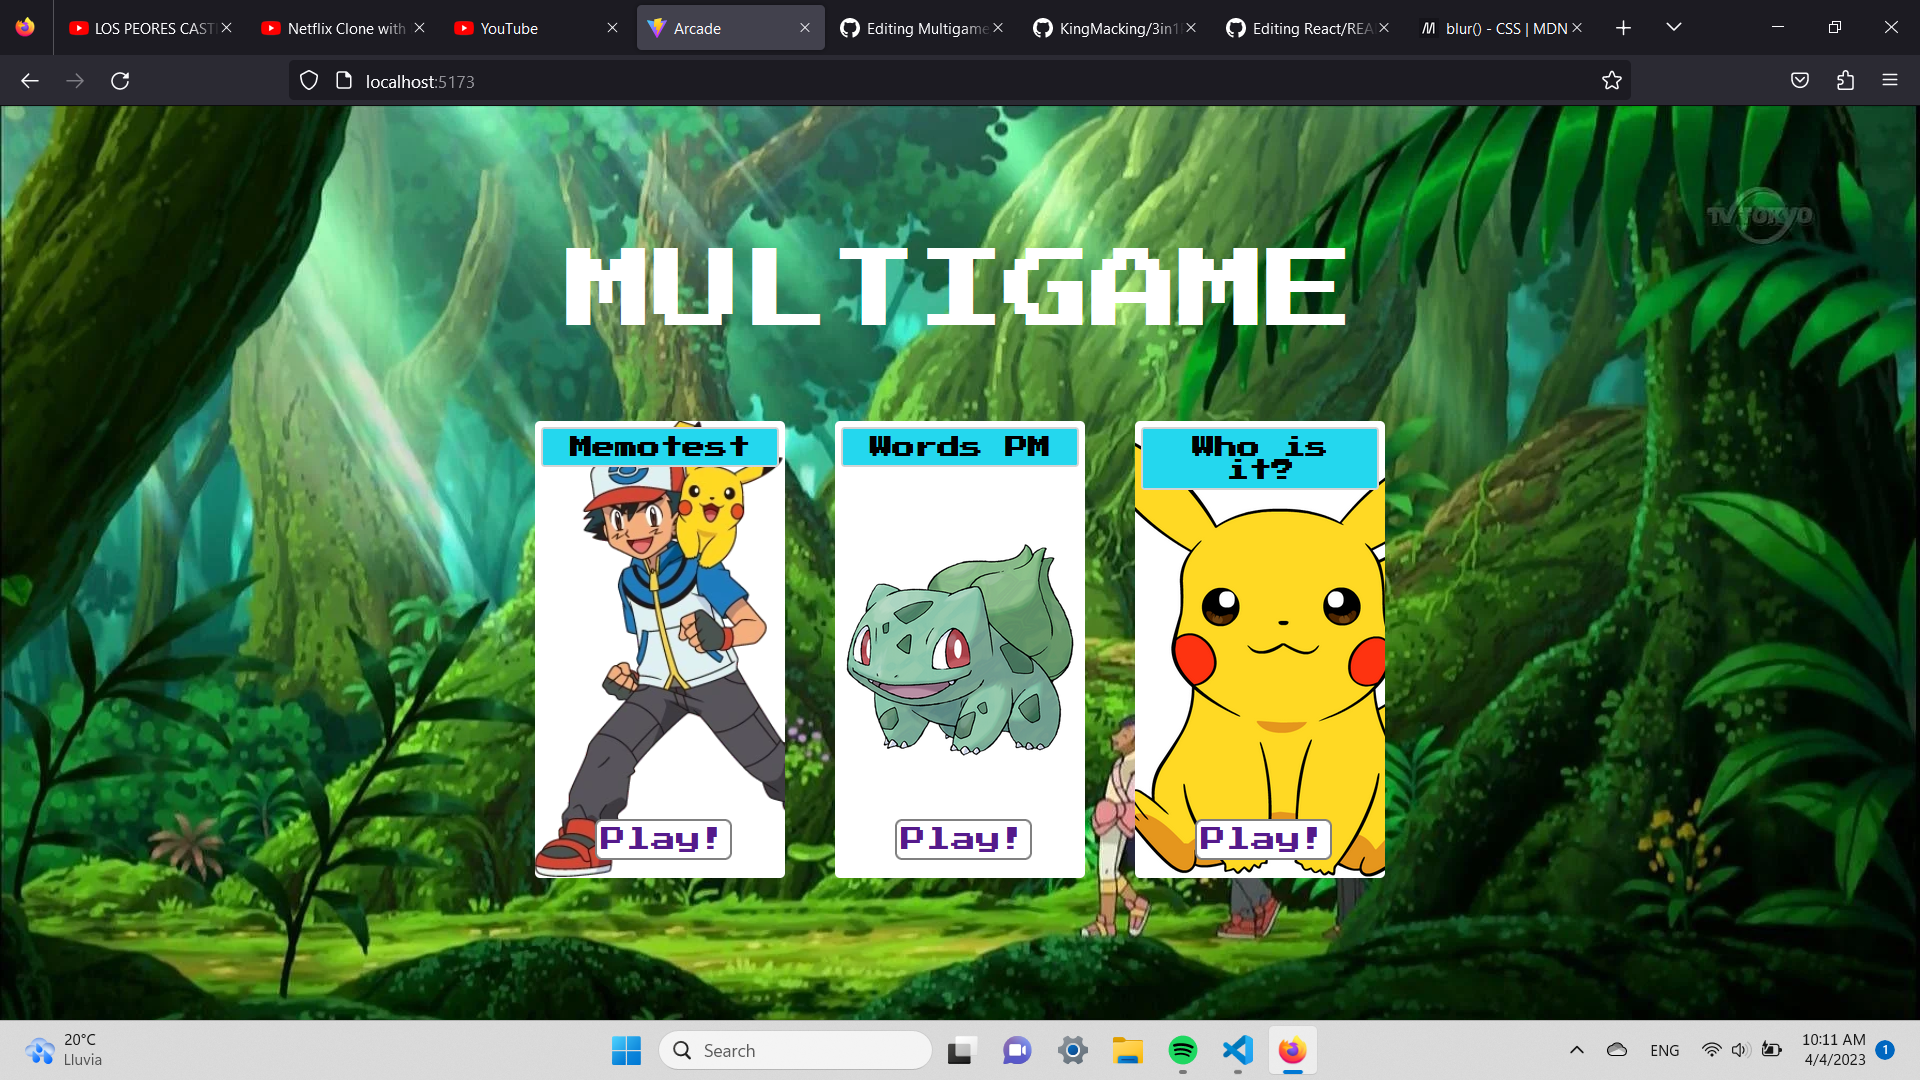 LOS PEORES CASTI
Netflix Clone with
YouTube
Arcade
Editing Multigame
KingMacking/3in1
Editing React/REA
blur() - CSS | MDN
localhost:5173
TV TOKYO
MULTIGAME
Memotest
Words PM
Who is
it?
Play!
Play!
Play!
20°C
Lluvia
Search
ENG
10:11 AM
4/4/2023
1